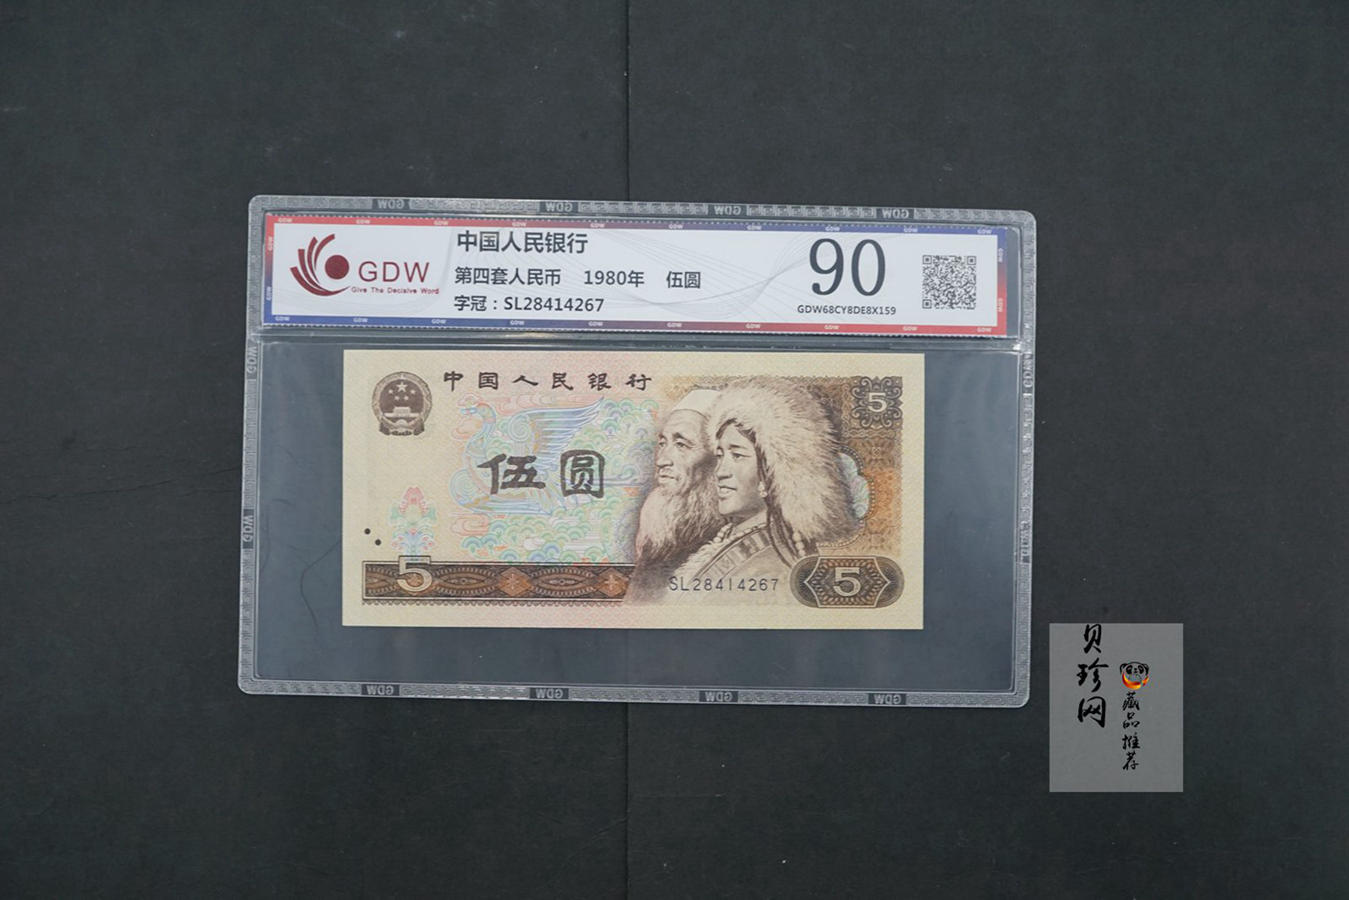 GDW
Give The Decisive Word
中国人民银行
第四套人民币 1980年 伍圆
字冠：SL28414267
90
GDW68CY8DE8X159
中国人民银行
5
伍圆
5
SL28414267
5
贝珍网
藏品推荐